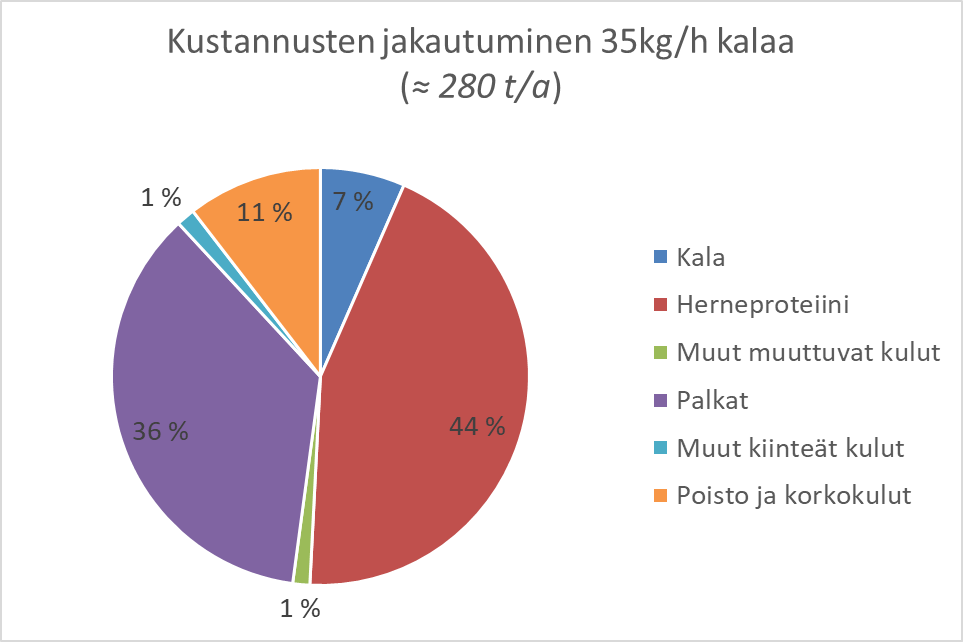 Kustannusten jakautuminen 35kg/h kalaa
(≈ 280 t/a)
7 %
44 %
1 %
36 %
1 %
11 %
Kala
Herneproteiini
Muut muuttuvat kulut
Palkat
Muut kiinteät kulut
Poisto ja korkokulut